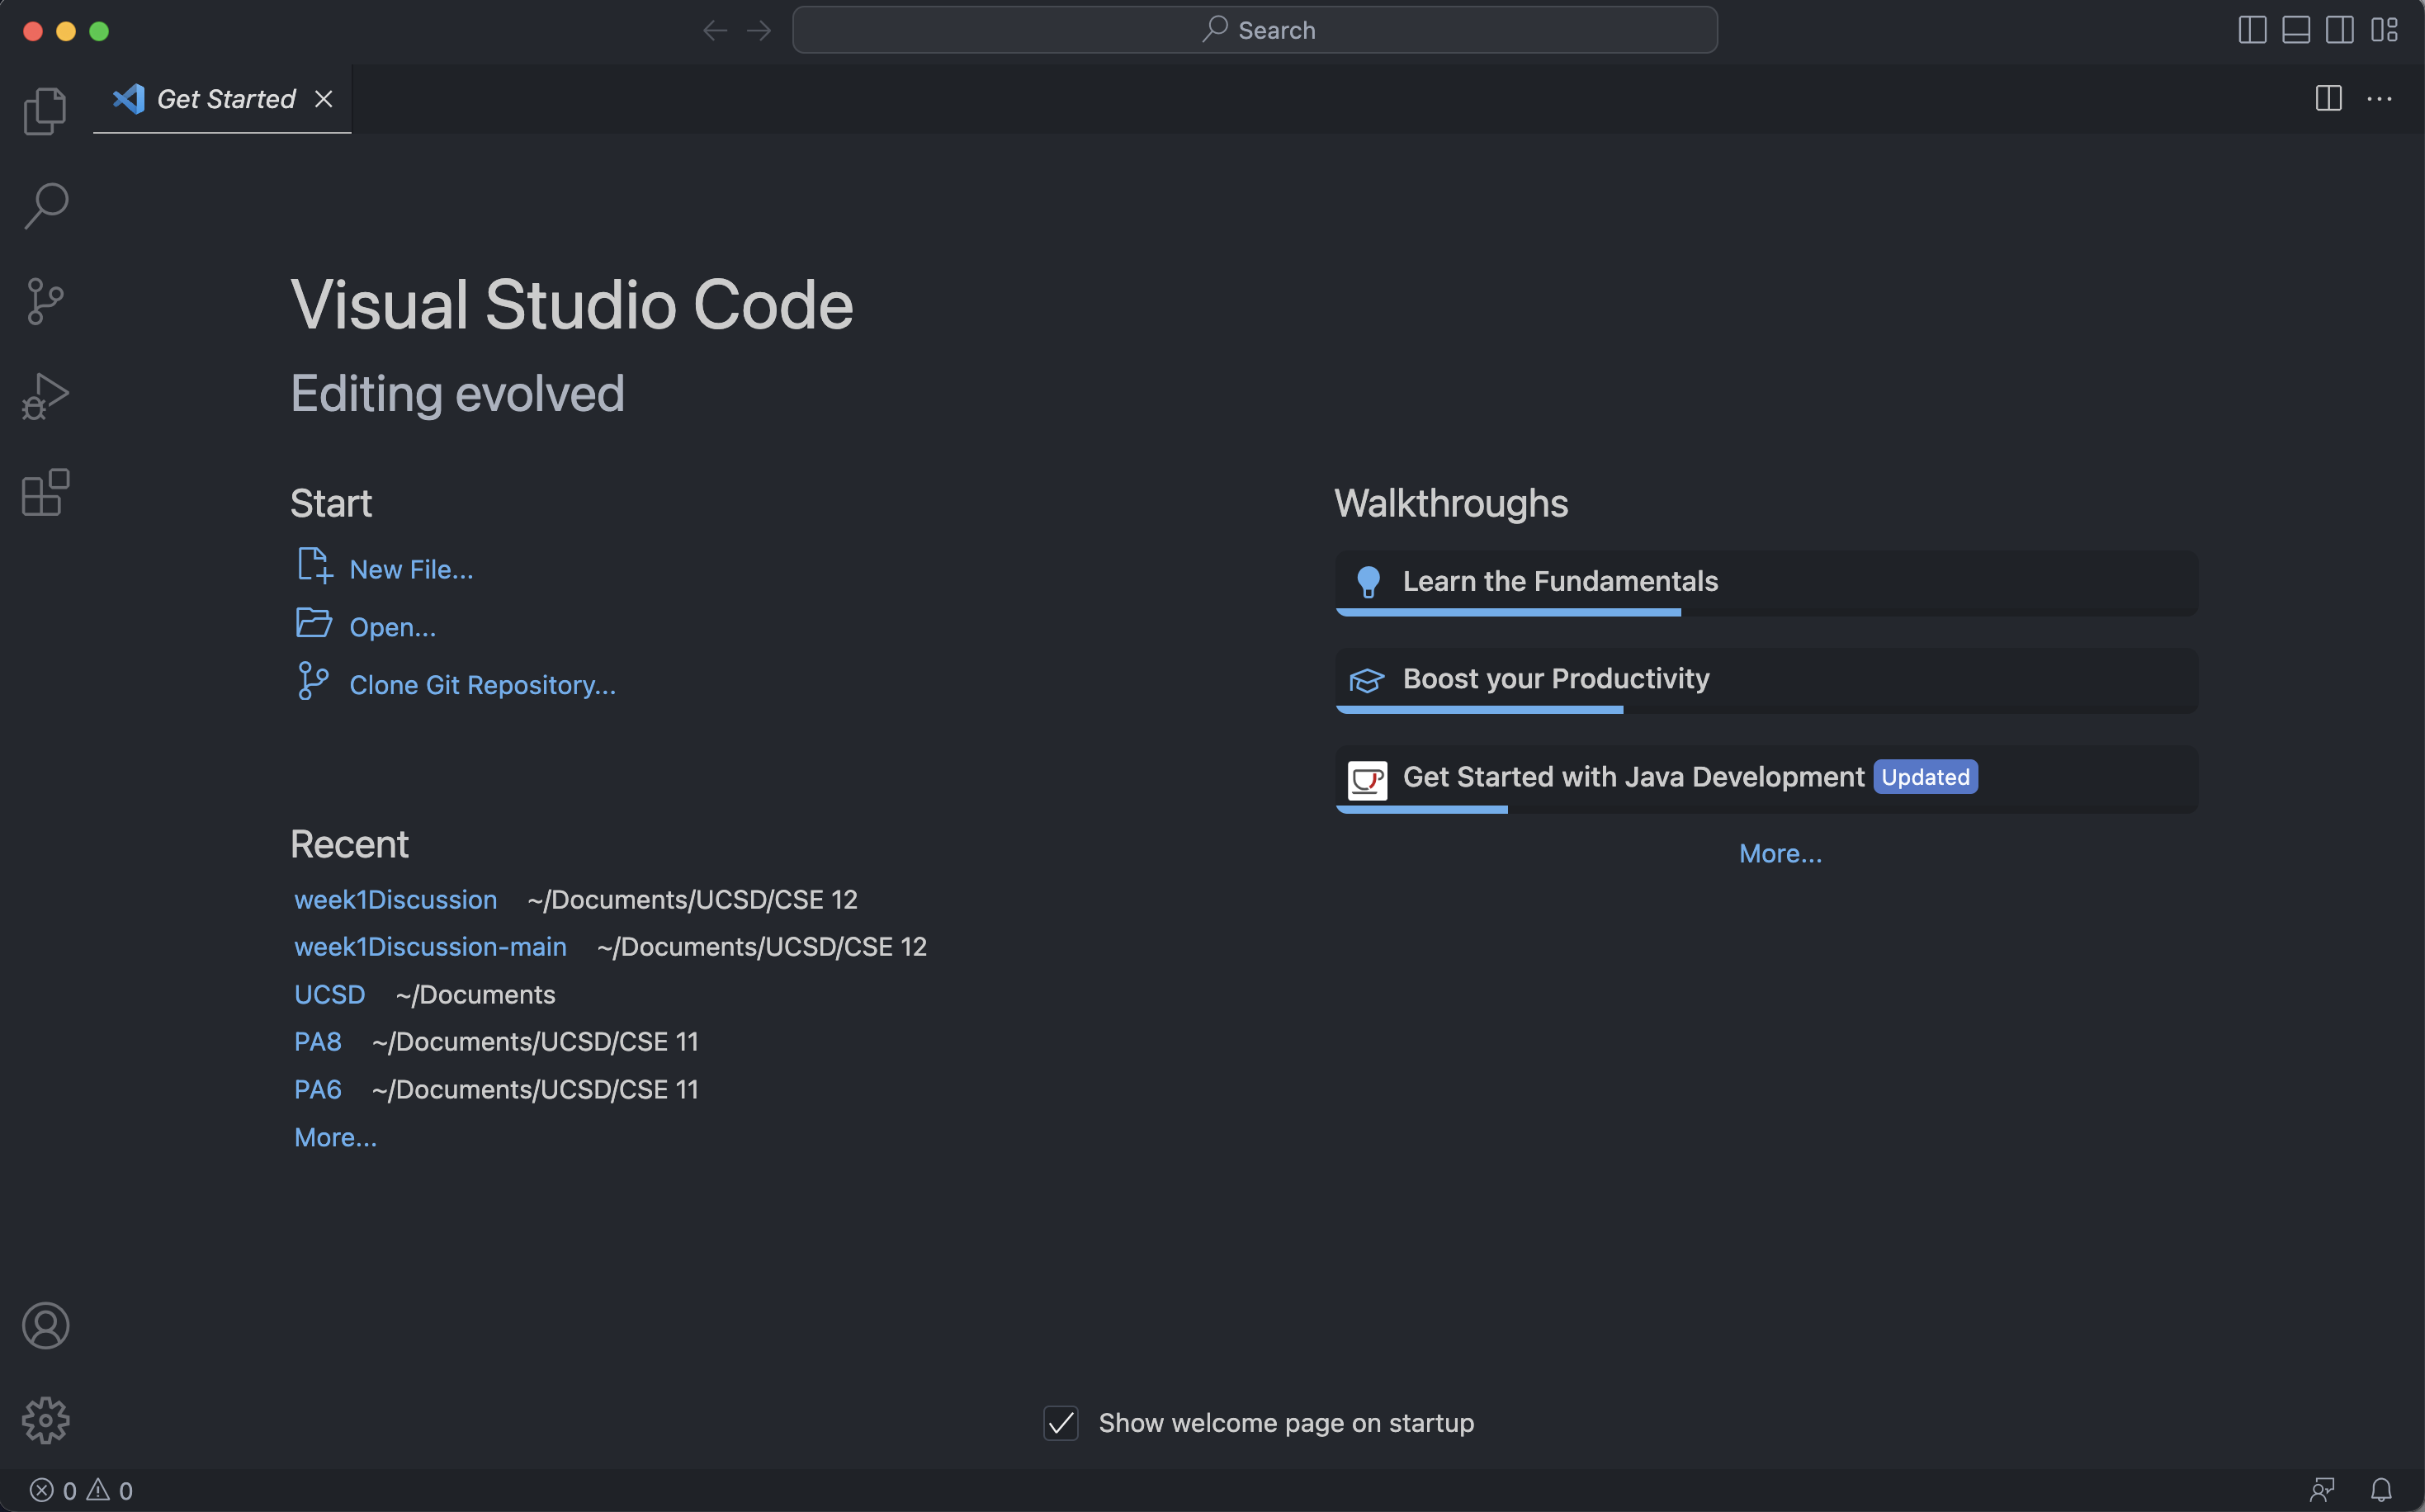 Search
Get Started
Visual Studio Code
Editing evolved
Start
New File...
Open...
Clone Git Repository...
Recent
week1Discussion ~/Documents/UCSD/CSE 12
week1Discussion-main ~/Documents/UCSD/CSE 12
UCSD ~/Documents
PA8 ~/Documents/UCSD/CSE 11
PA6 ~/Documents/UCSD/CSE 11
More...
Walkthroughs
Learn the Fundamentals
Boost your Productivity
Get Started with Java Development Updated
More...
Show welcome page on startup
0 0